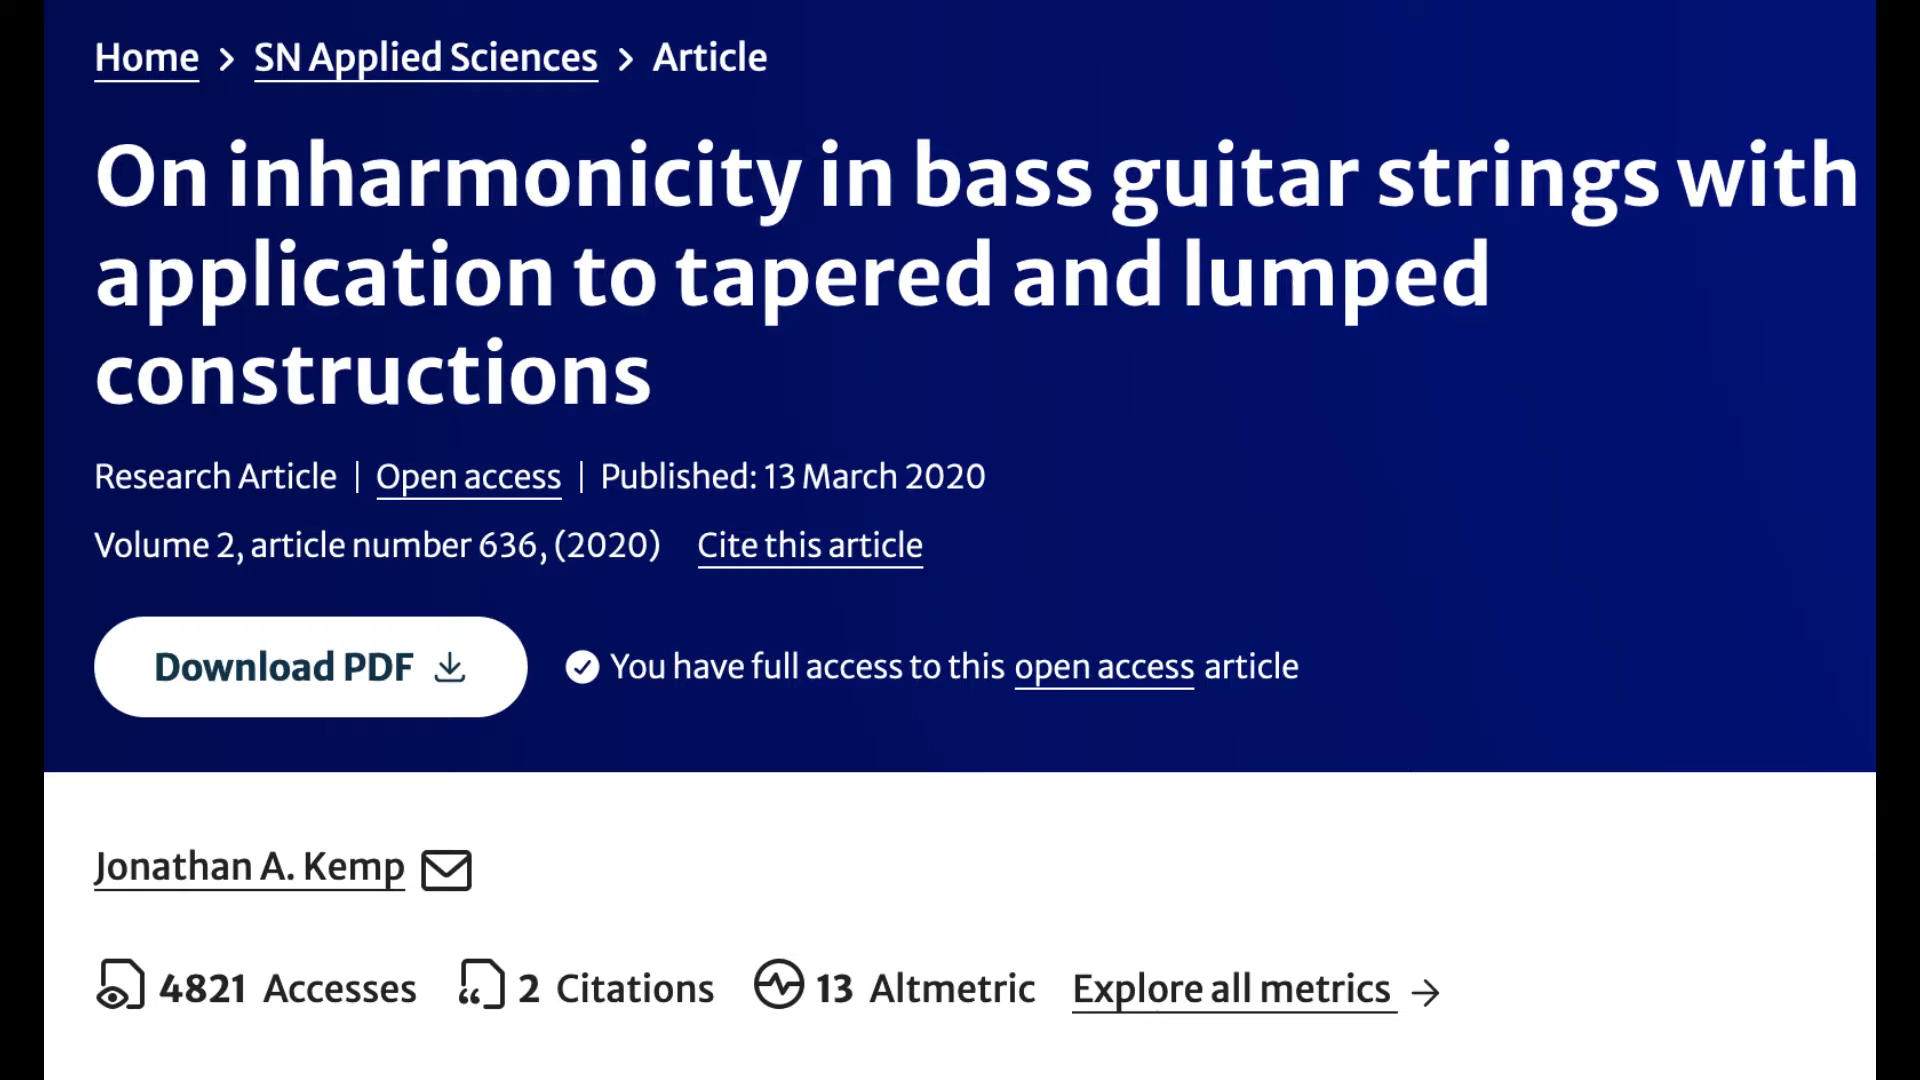 Home > SN Applied Sciences > Article
On inharmonicity in bass guitar strings with
application to tapered and lumped
constructions
Research Article | Open access | Published: 13 March 2020
Volume 2, article number 636, (2020) Cite this article
Download PDF You have full access to this open access article
Jonathan A. Kemp
4821 Accesses 2 Citations 13 Altmetric Explore all metrics →